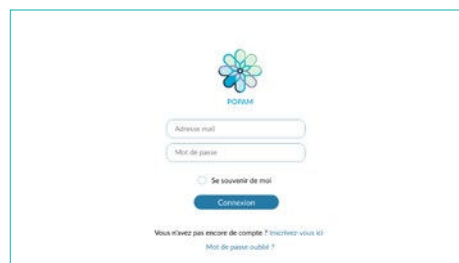 POPAM
Adresse mail
Mot de passe
Se souvenir de moi
Connexion
Vous n'avez pas encore de compte ? Inscrivez-vous ici
Mot de passe oublié ?